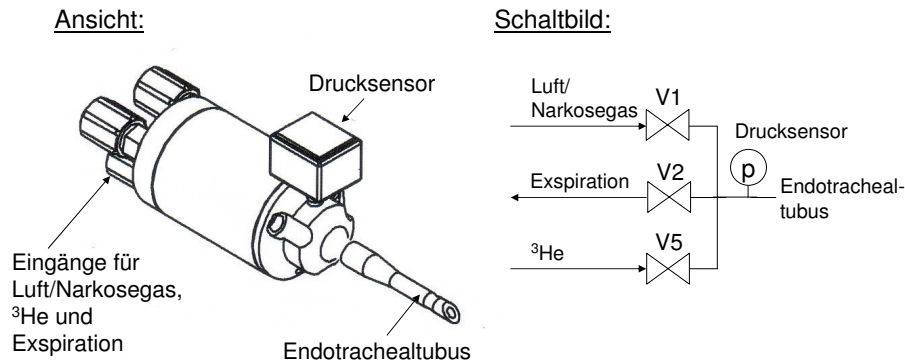 Ansicht:
Drucksensor
Eingänge für
Luft/Narkosegas,
³He und
Exspiration
Endotrachealtubus
Schaltbild:
Luft/
Narkosegas
V1
Drucksensor
p
Exspiration
V2
Endotracheal-
tubus
³He
V5